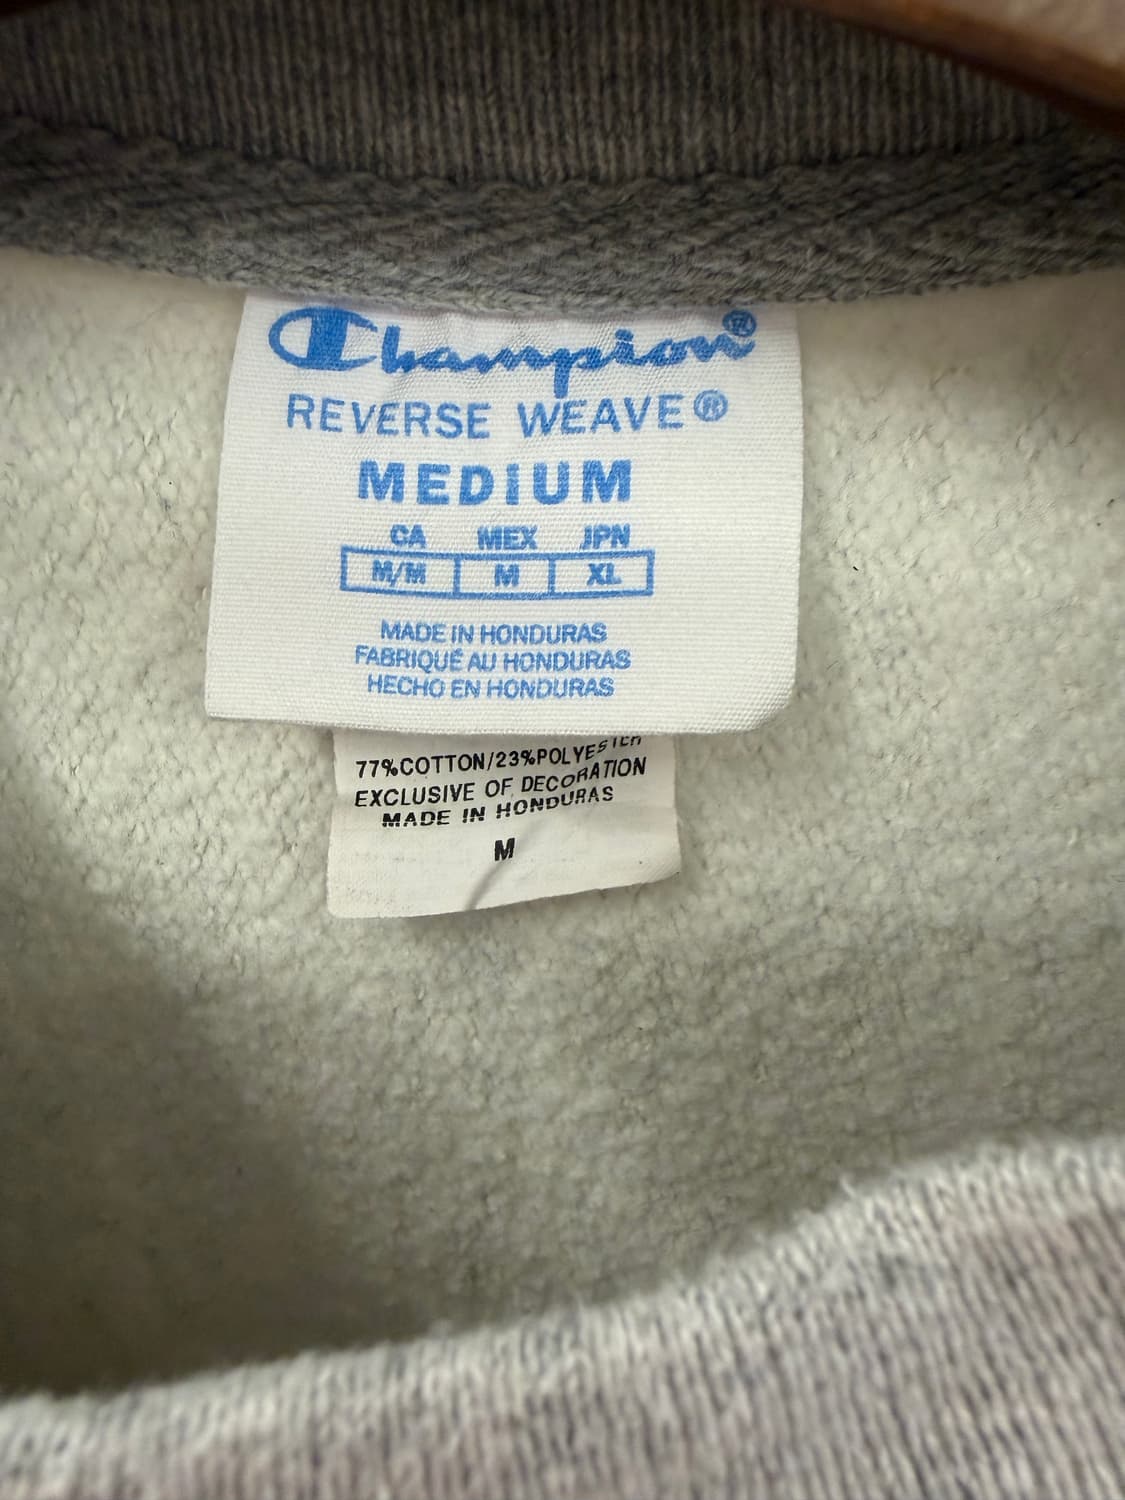 Champion®
REVERSE WEAVE®
MEDIUM
CA MEX JPN
M/M M XL
MADE IN HONDURAS
FABRIQUÉ AU HONDURAS
HECHO EN HONDURAS
77%COTTON/23%POLYESTER
EXCLUSIVE OF DECORATION
MADE IN HONDURAS
M